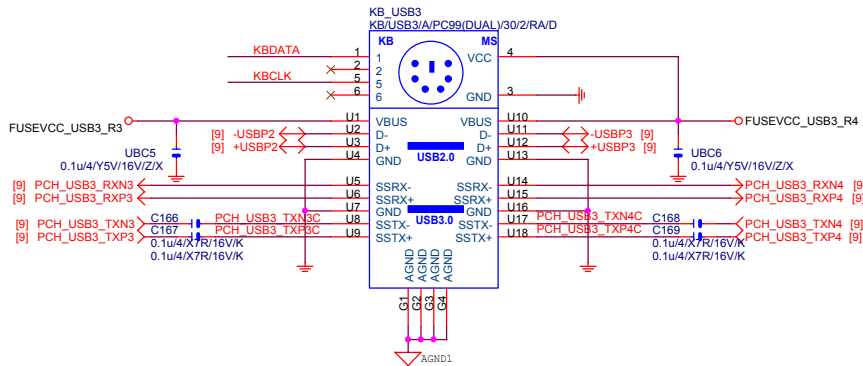 KB_USB3
KB/USB3/A/PC99(DUAL)/30/2/RA/D
KB MS
KBDATA 1 1 VCC 4
2 2
KBCLK 5 5
6 6 GND 3
FUSEVCC_USB3_R3 U1 VBUS VBUS U10 FUSEVCC_USB3_R4
[9] -USBP2 U2 D- D- U11 -USBP3 [9]
[9] +USBP2 U3 D+ D+ U12 +USBP3 [9]
U4 GND USB2.0 GND U13
UBC5
0.1u/4/Y5V/16V/Z/X
UBC6
0.1u/4/Y5V/16V/Z/X
[9] PCH_USB3_RXN3 U5 SSRX- SSRX- U14 PCH_USB3_RXN4 [9]
[9] PCH_USB3_RXP3 U6 SSRX+ SSRX+ U15 PCH_USB3_RXP4 [9]
U7 GND USB3.0 GND U16
[9] PCH_USB3_TXN3 C166 PCH_USB3_TXN3C U8 SSTX- SSTX- U17 PCH_USB3_TXN4C C168 PCH_USB3_TXN4 [9]
[9] PCH_USB3_TXP3 C167 PCH_USB3_TXP3C U9 SSTX+ SSTX+ U18 PCH_USB3_TXP4C C169 PCH_USB3_TXP4 [9]
0.1u/4/X7R/16V/K 0.1u/4/X7R/16V/K
0.1u/4/X7R/16V/K 0.1u/4/X7R/16V/K
AGND AGND AGND AGND
G1 G2 G3 G4
AGND1